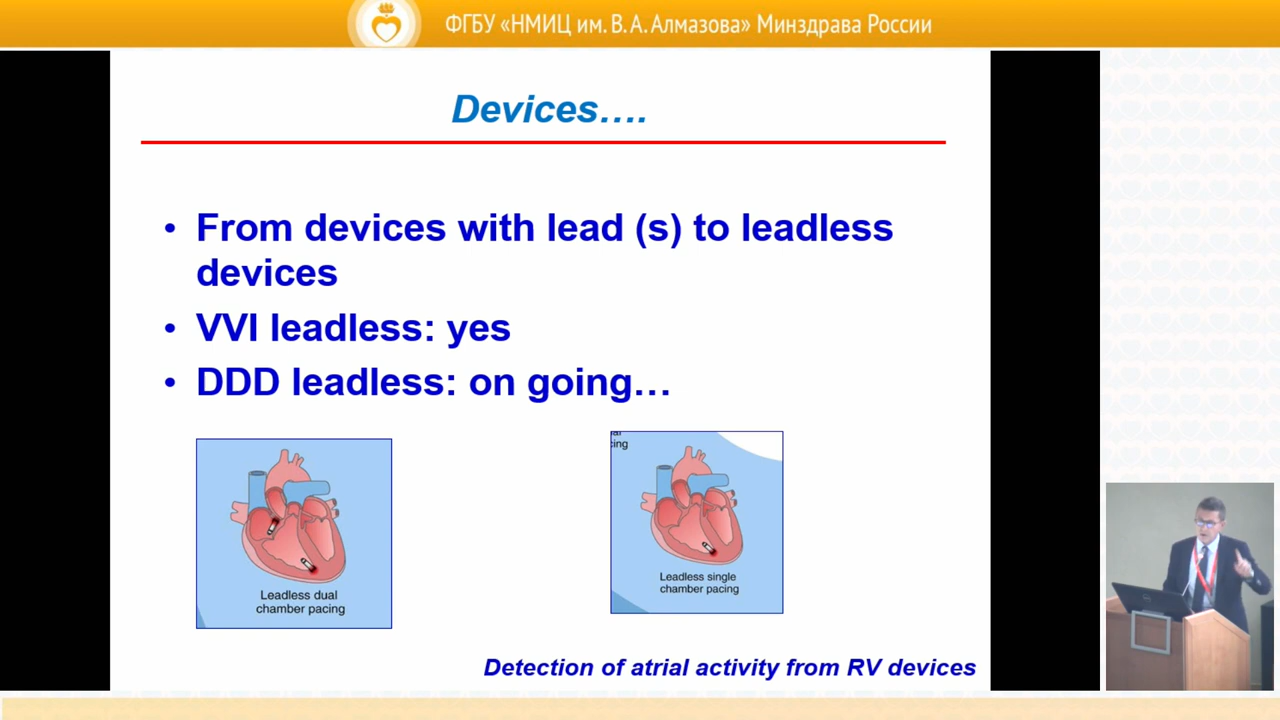 ФГБУ «НМИЦ им. В. А. Алмазова» Минздрава России
Devices….
• From devices with lead (s) to leadless
devices
• VVI leadless: yes
• DDD leadless: on going…
cing
Leadless dual
chamber pacing
Leadless single
chamber pacing
Detection of atrial activity from RV devices